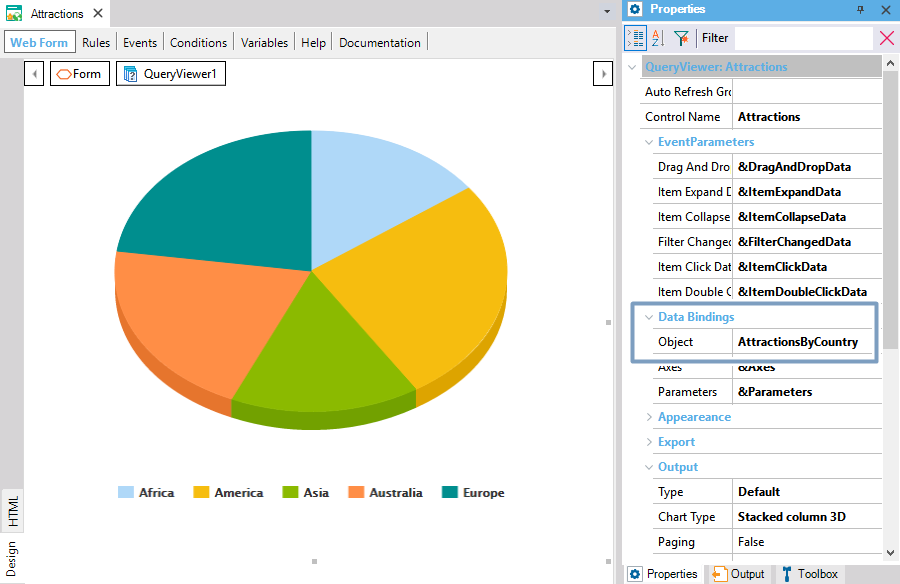 Attractions
Web Form Rules Events Conditions Variables Help Documentation
Form QueryViewer1
Africa America Asia Australia Europe
HTML
Design
Properties
Filter
QueryViewer: Attractions
Auto Refresh Gro
Control Name Attractions
EventParameters
Drag And Dro &DragAndDropData
Item Expand D &ItemExpandData
Item Collapse &ItemCollapseData
Filter Changed &FilterChangedData
Item Click Dat &ItemClickData
Item Double C &ItemDoubleClickData
Data Bindings
Object AttractionsByCountry
Axes &Axes
Parameters &Parameters
Appeareance
Export
Output
Type Default
Chart Type Stacked column 3D
Paging False
Properties Output Toolbox